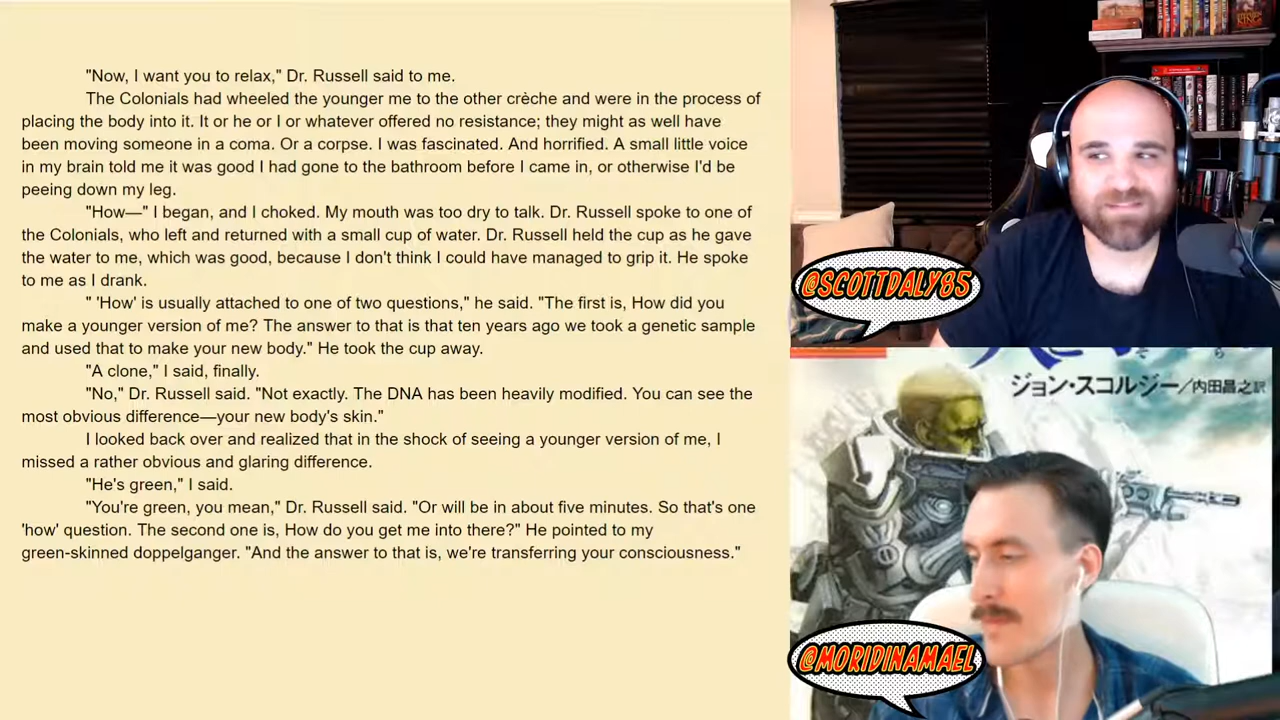 "Now, I want you to relax," Dr. Russell said to me.
The Colonials had wheeled the younger me to the other crèche and were in the process of
placing the body into it. It or he or I or whatever offered no resistance; they might as well have
been moving someone in a coma. Or a corpse. I was fascinated. And horrified. A small little voice
in my brain told me it was good I had gone to the bathroom before I came in, or otherwise I'd be
peeing down my leg.
"How—" I began, and I choked. My mouth was too dry to talk. Dr. Russell spoke to one of
the Colonials, who left and returned with a small cup of water. Dr. Russell held the cup as he gave
the water to me, which was good, because I don't think I could have managed to grip it. He spoke
to me as I drank.
" 'How' is usually attached to one of two questions," he said. "The first is, How did you
make a younger version of me? The answer to that is that ten years ago we took a genetic sample
and used that to make your new body." He took the cup away.
"A clone," I said, finally.
"No," Dr. Russell said. "Not exactly. The DNA has been heavily modified. You can see the
most obvious difference—your new body's skin."
I looked back over and realized that in the shock of seeing a younger version of me, I
missed a rather obvious and glaring difference.
"He's green," I said.
"You're green, you mean," Dr. Russell said. "Or will be in about five minutes. So that's one
'how' question. The second one is, How do you get me into there?" He pointed to my
green-skinned doppelganger. "And the answer to that is, we're transferring your consciousness."
@SCOTTDALY85
そ ら
ジョン・スコルジー/内田昌之訳
@MORIDINAMAEL